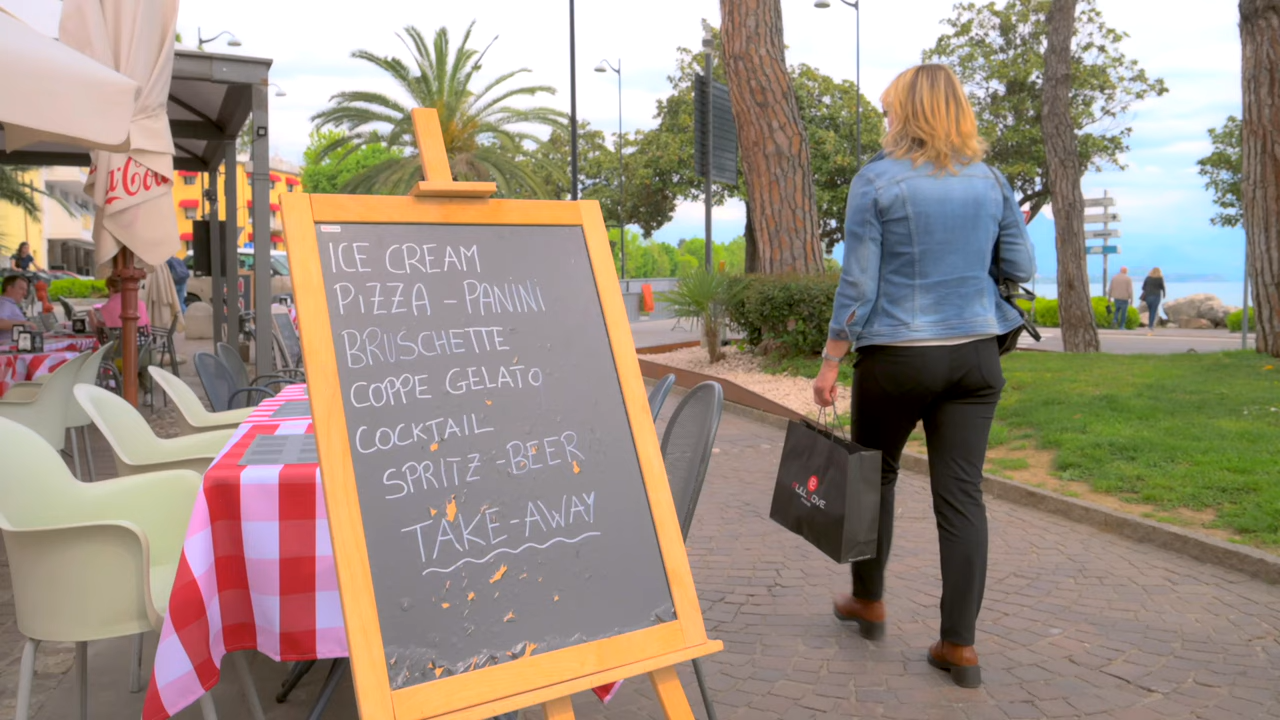 ICE CREAM
PIZZA - PANINI
BRUSCHETTE
COPPE GELATO
COCKTAIL
SPRITZ - BEER
TAKE-AWAY